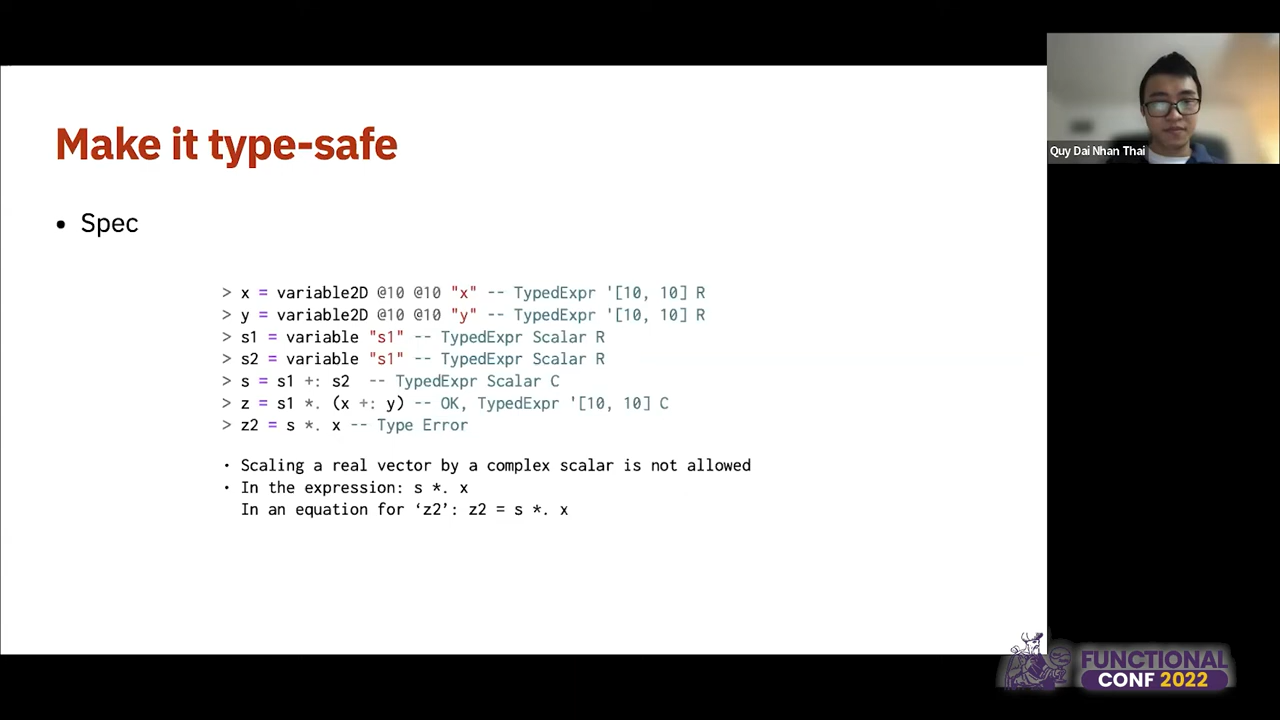 Make it type-safe
• Spec
> x = variable2D @10 @10 "x" -- TypedExpr '[10, 10] R
> y = variable2D @10 @10 "y" -- TypedExpr '[10, 10] R
> s1 = variable "s1" -- TypedExpr Scalar R
> s2 = variable "s1" -- TypedExpr Scalar R
> s = s1 +: s2 -- TypedExpr Scalar C
> z = s1 *. (x +: y) -- OK, TypedExpr '[10, 10] C
> z2 = s *. x -- Type Error
• Scaling a real vector by a complex scalar is not allowed
• In the expression: s *. x
In an equation for ‘z2’: z2 = s *. x
Quy Dai Nhan Thai
FUNCTIONAL
CONF 2022